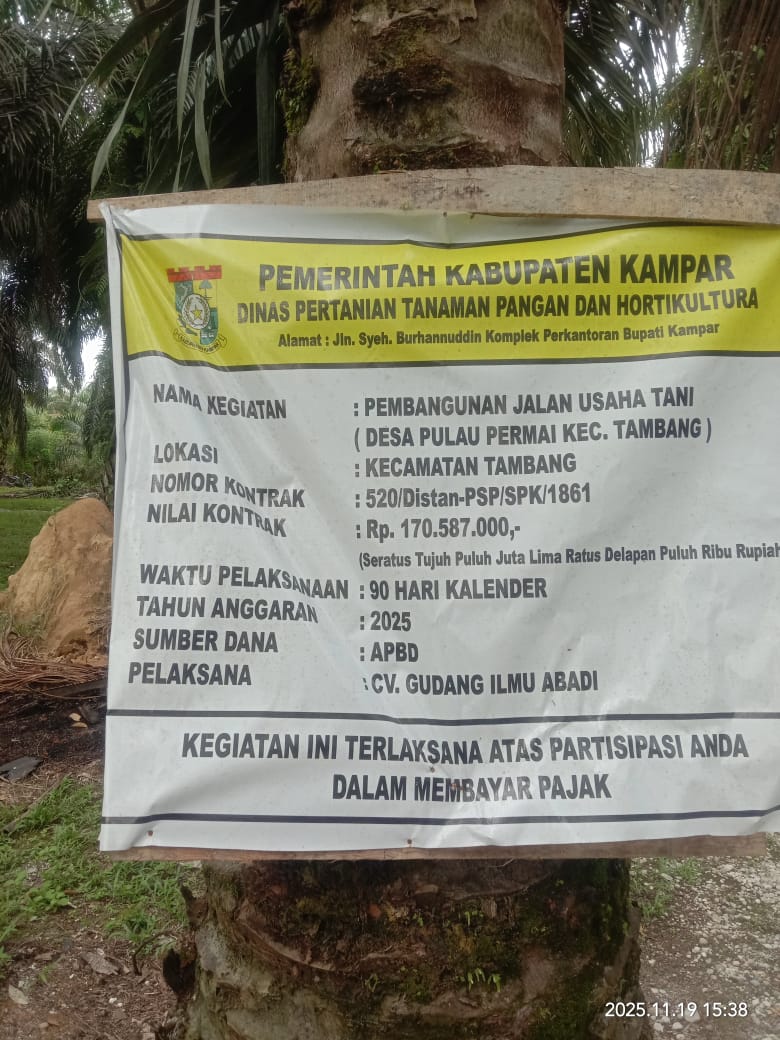 PEMERINTAH KABUPATEN KAMPAR
DINAS PERTANIAN TANAMAN PANGAN DAN HORTIKULTURA
Alamat : Jln. Syeh. Burhannuddin Komplek Perkantoran Bupati Kampar
NAMA KEGIATAN : PEMBANGUNAN JALAN USAHA TANI
( DESA PULAU PERMAI KEC. TAMBANG )
LOKASI : KECAMATAN TAMBANG
NOMOR KONTRAK : 520/Distan-PSP/SPK/1861
NILAI KONTRAK : Rp. 170.587.000,-
(Seratus Tujuh Puluh Juta Lima Ratus Delapan Puluh Ribu Rupiah
WAKTU PELAKSANAAN : 90 HARI KALENDER
TAHUN ANGGARAN : 2025
SUMBER DANA : APBD
PELAKSANA : CV. GUDANG ILMU ABADI
KEGIATAN INI TERLAKSANA ATAS PARTISIPASI ANDA
DALAM MEMBAYAR PAJAK
2025.11.19 15:38